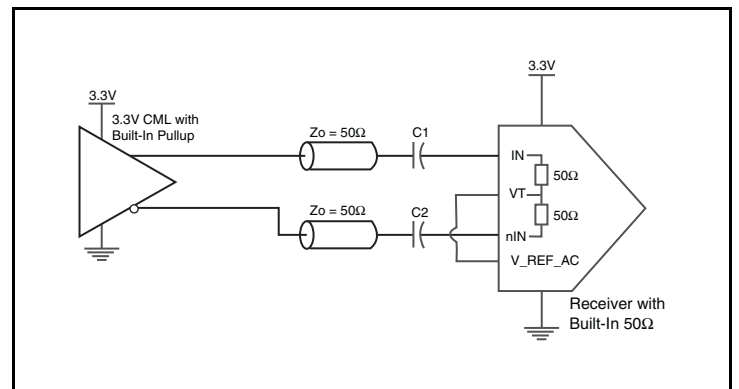 3.3V
3.3V
3.3V CML with
Built-In Pullup
Zo = 50Ω
C1
IN
50Ω
VT
Zo = 50Ω
C2
50Ω
nIN
V_REF_AC
Receiver with
Built-In 50Ω